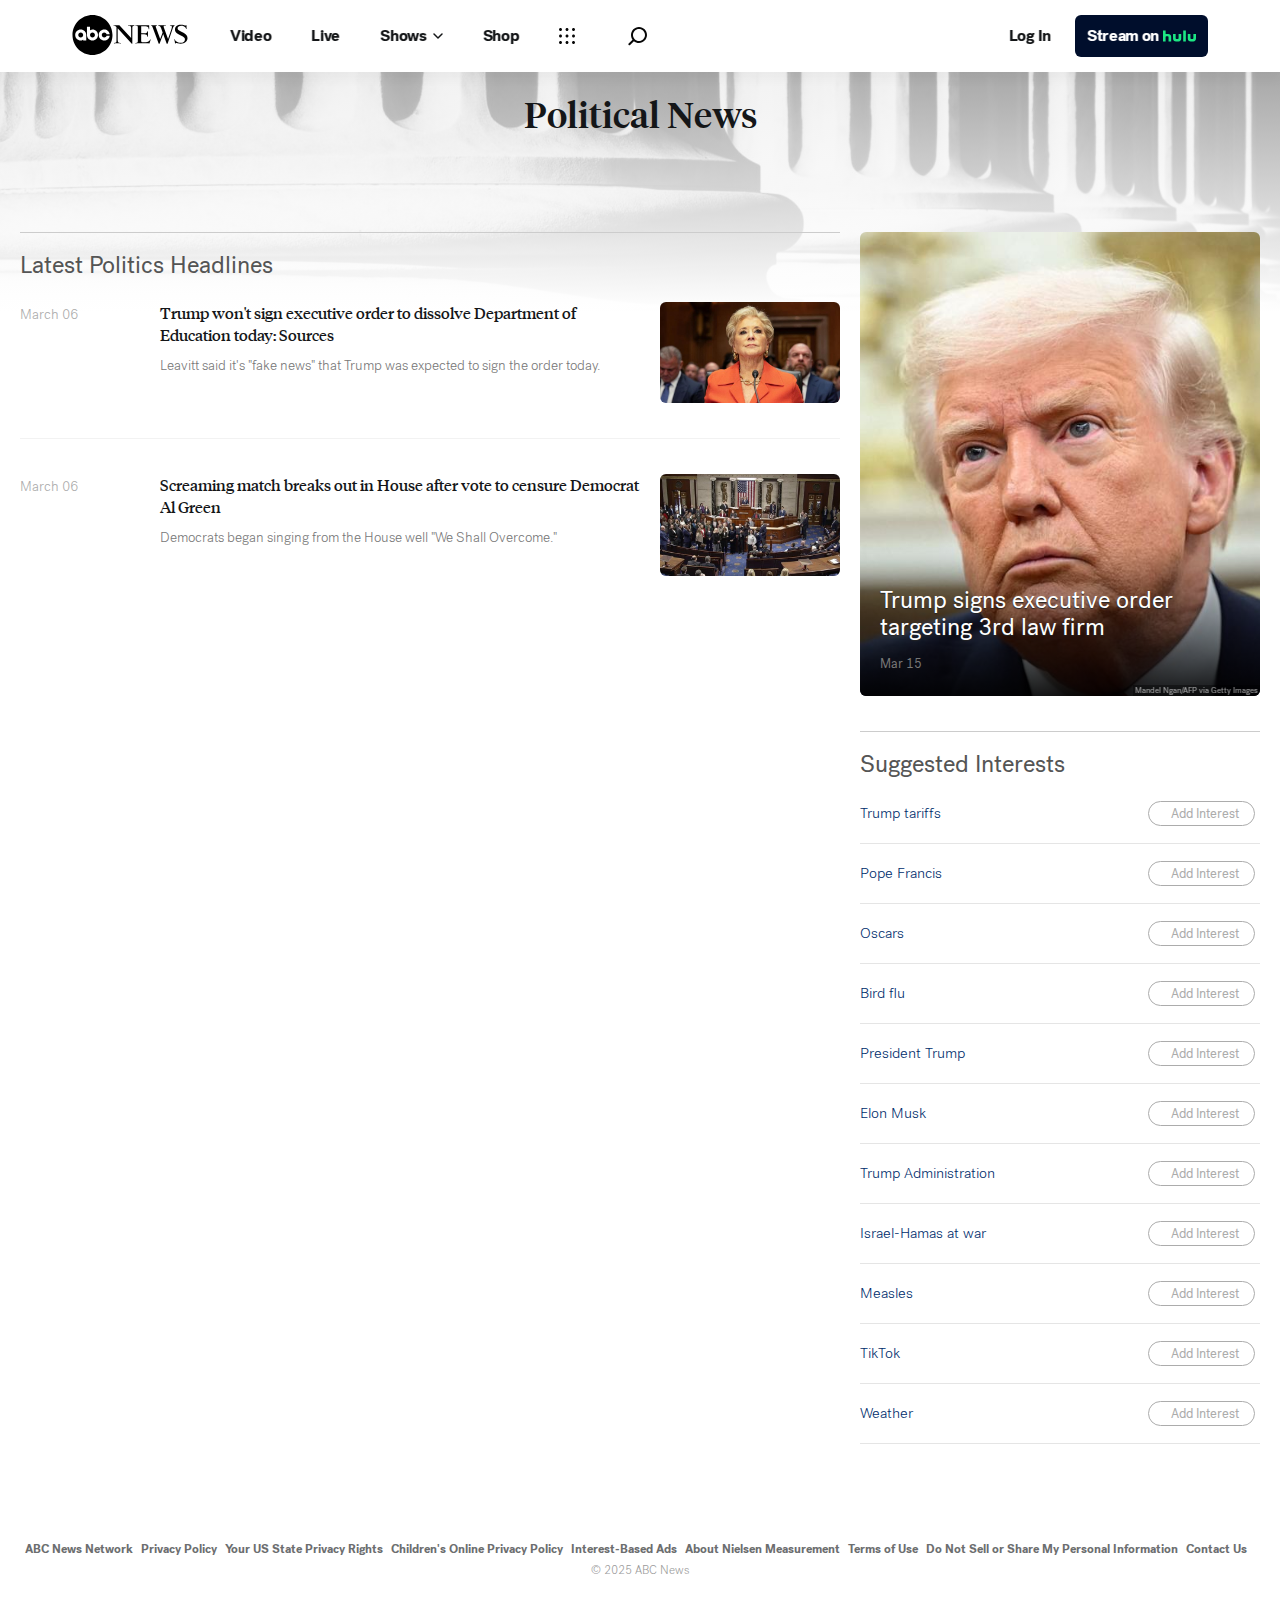 abc NEWS
Video
Live
Shows
Shop
Log In
Stream on hulu
Political News
Latest Politics Headlines
March 06
Trump won't sign executive order to dissolve Department of
Education today: Sources
Leavitt said it's "fake news" that Trump was expected to sign the order today.
March 06
Screaming match breaks out in House after vote to censure Democrat
Al Green
Democrats began singing from the House well "We Shall Overcome."
Trump signs executive order
targeting 3rd law firm
Mar 15
Mandel Ngan/AFP via Getty Images
Suggested Interests
Trump tariffs
Add Interest
Pope Francis
Add Interest
Oscars
Add Interest
Bird flu
Add Interest
President Trump
Add Interest
Elon Musk
Add Interest
Trump Administration
Add Interest
Israel-Hamas at war
Add Interest
Measles
Add Interest
TikTok
Add Interest
Weather
Add Interest
ABC News Network Privacy Policy Your US State Privacy Rights Children's Online Privacy Policy Interest-Based Ads About Nielsen Measurement Terms of Use Do Not Sell or Share My Personal Information Contact Us
© 2025 ABC News